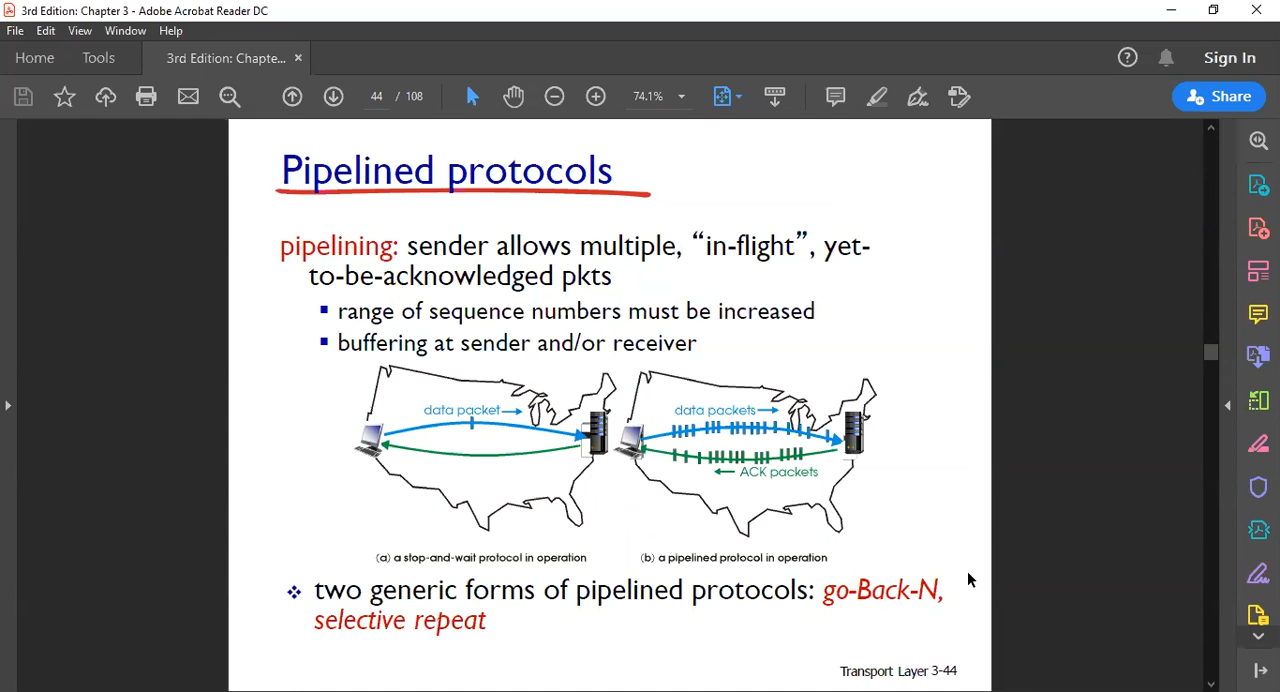 3rd Edition: Chapter 3 - Adobe Acrobat Reader DC
File Edit View Window Help
Home Tools 3rd Edition: Chapte... × Sign In
44 / 108 74.1% Share
Pipelined protocols
pipelining: sender allows multiple, “in-flight”, yet-
to-be-acknowledged pkts
range of sequence numbers must be increased
buffering at sender and/or receiver
data packet data packets
ACK packets
(a) a stop-and-wait protocol in operation (b) a pipelined protocol in operation
two generic forms of pipelined protocols: go-Back-N,
selective repeat
Transport Layer 3-44